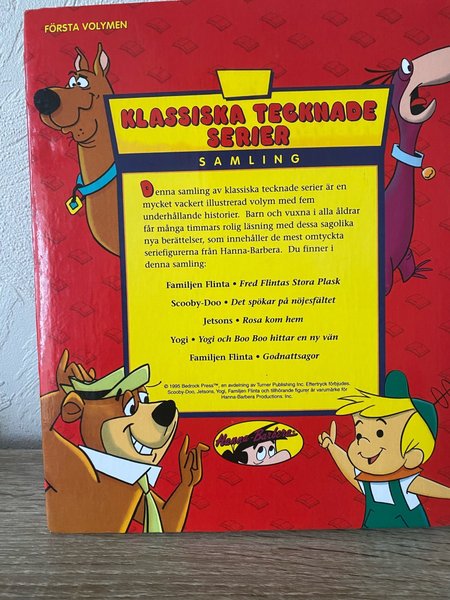 FÖRSTA VOLYMEN
KLASSISKA TECKNADE
SERIER
SAMLING
Denna samling av klassiska tecknade serier är en
mycket vackert illustrerad volym med fem
underhållande historier. Barn och vuxna i alla åldrar
får många timmars rolig läsning med dessa sagolika
nya berättelser, som innehåller de mest omtyckta
seriefigurerna från Hanna-Barbera. Du finner i
denna samling:
Familjen Flinta • Fred Flintas Stora Plask
Scooby-Doo • Det spökar på nöjesfältet
Jetsons • Rosa kom hem
Yogi • Yogi och Boo Boo hittar en ny vän
Familjen Flinta • Godnattsagor
© 1995 Bedrock Press™, en avdelning av Turner Publishing Inc. Eftertryck förbjudes.
Scooby-Doo, Jetsons, Yogi, Familjen Flinta och tillhörande figurer är varumärke för
Hanna-Barbera Productions, Inc.
Hanna-Barbera